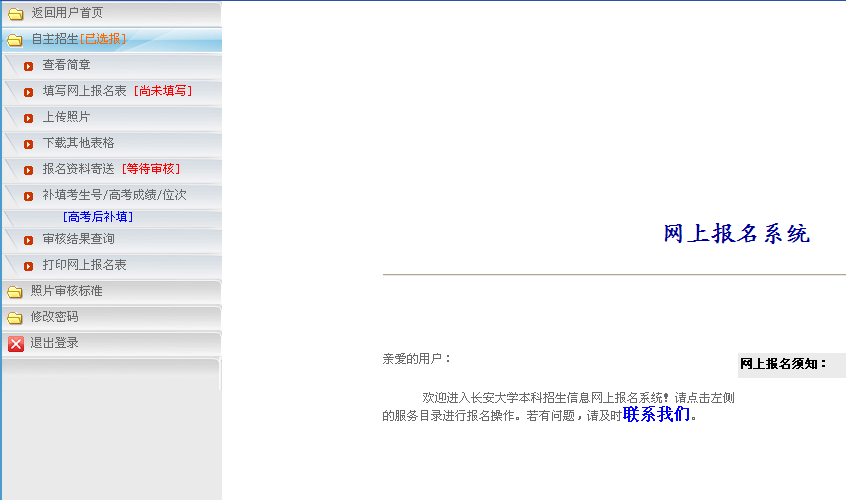 返回用户首页
自主招生[已选报]
查看简章
填写网上报名表 [尚未填写]
上传照片
下载其他表格
报名资料寄送 [等待审核]
补填考生号/高考成绩/位次
[高考后补填]
审核结果查询
打印网上报名表
照片审核标准
修改密码
退出登录
网上报名系统
亲爱的用户：
欢迎进入长安大学本科招生信息网上报名系统！请点击左侧
的服务目录进行报名操作。若有问题，请及时联系我们。
网上报名须知：